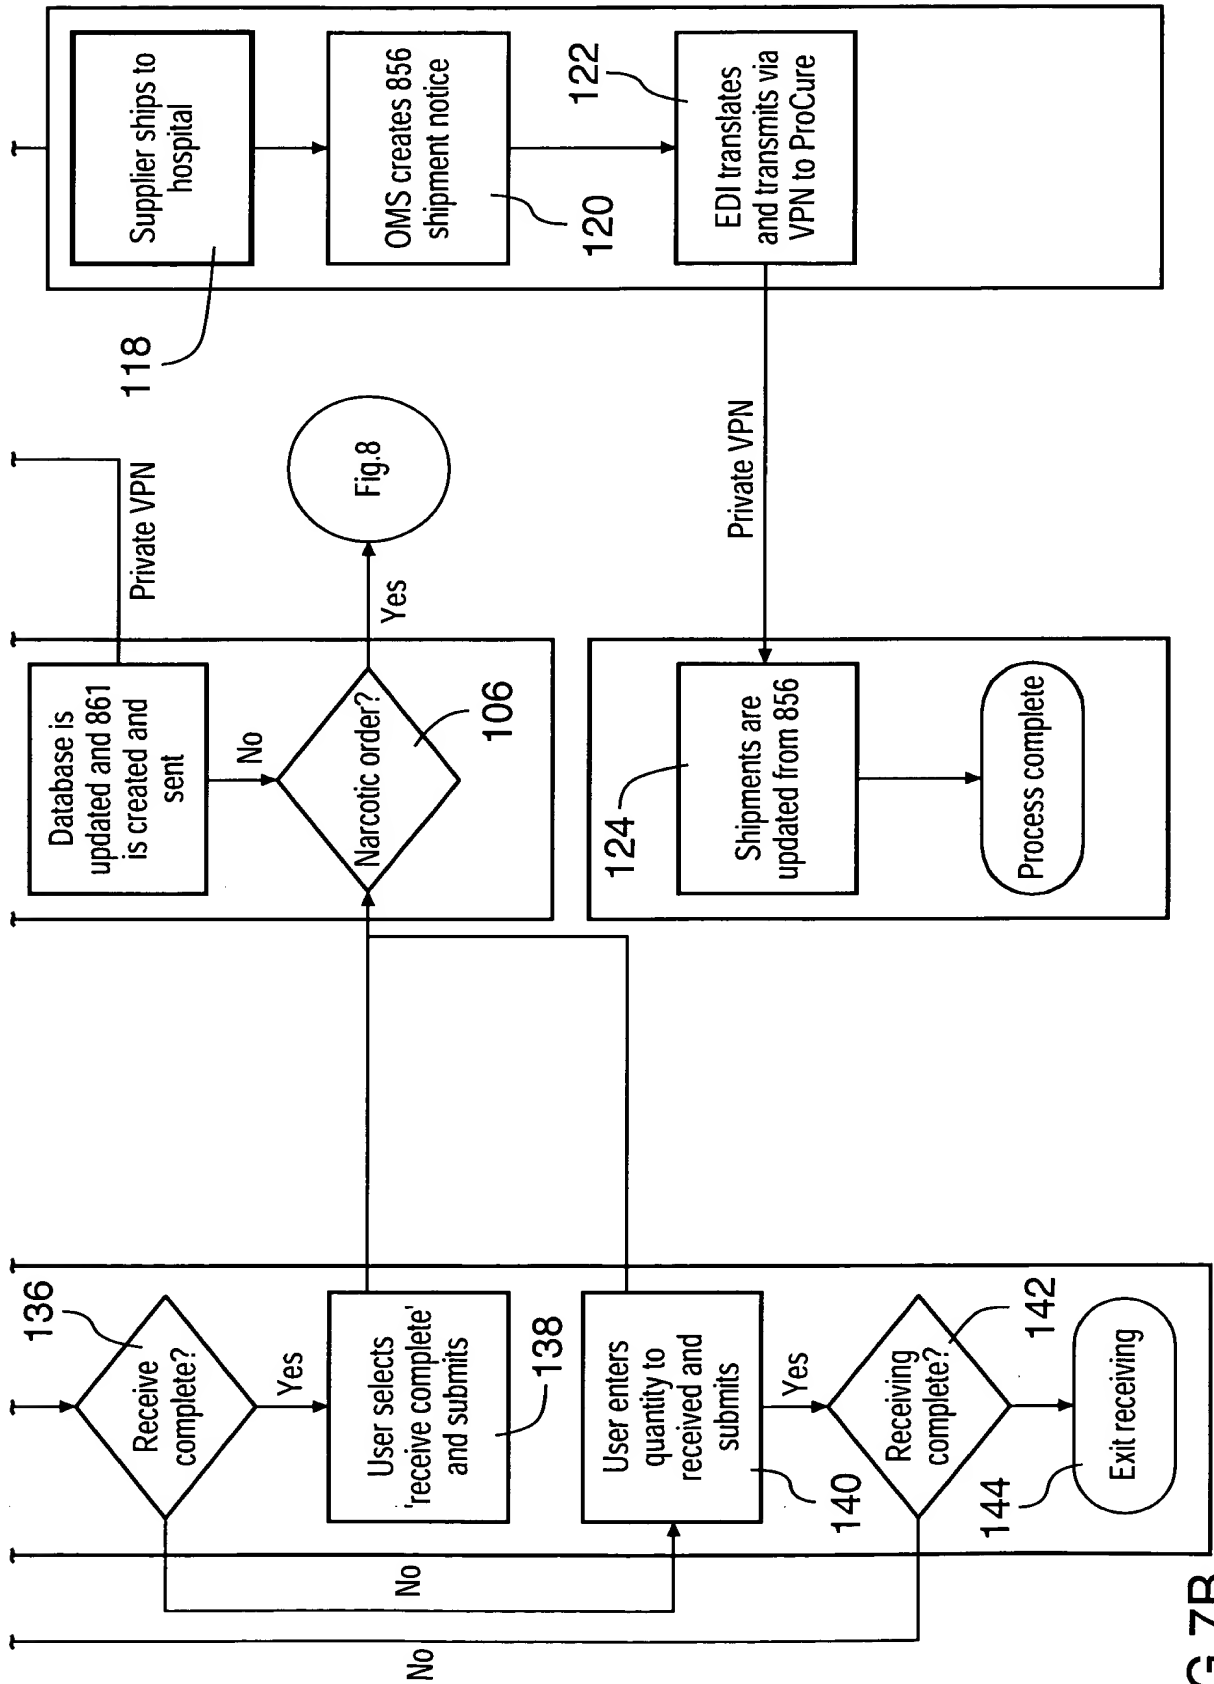 Supplier ships to
hospital
118
OMS creates 856
shipment notice
120
EDI translates
and transmits via
VPN to ProCure
122
Private VPN
Private VPN
Database is
updated and 861
is created and
sent
No
Narcotic order?
106
Yes
Fig.8
Shipments are
updated from 856
124
Process complete
Receive
complete?
136
Yes
User selects
'receive complete'
and submits
138
User enters
quantity to
received and
submits
140
Yes
Receiving
complete?
142
Exit receiving
144
No
No
G.7B